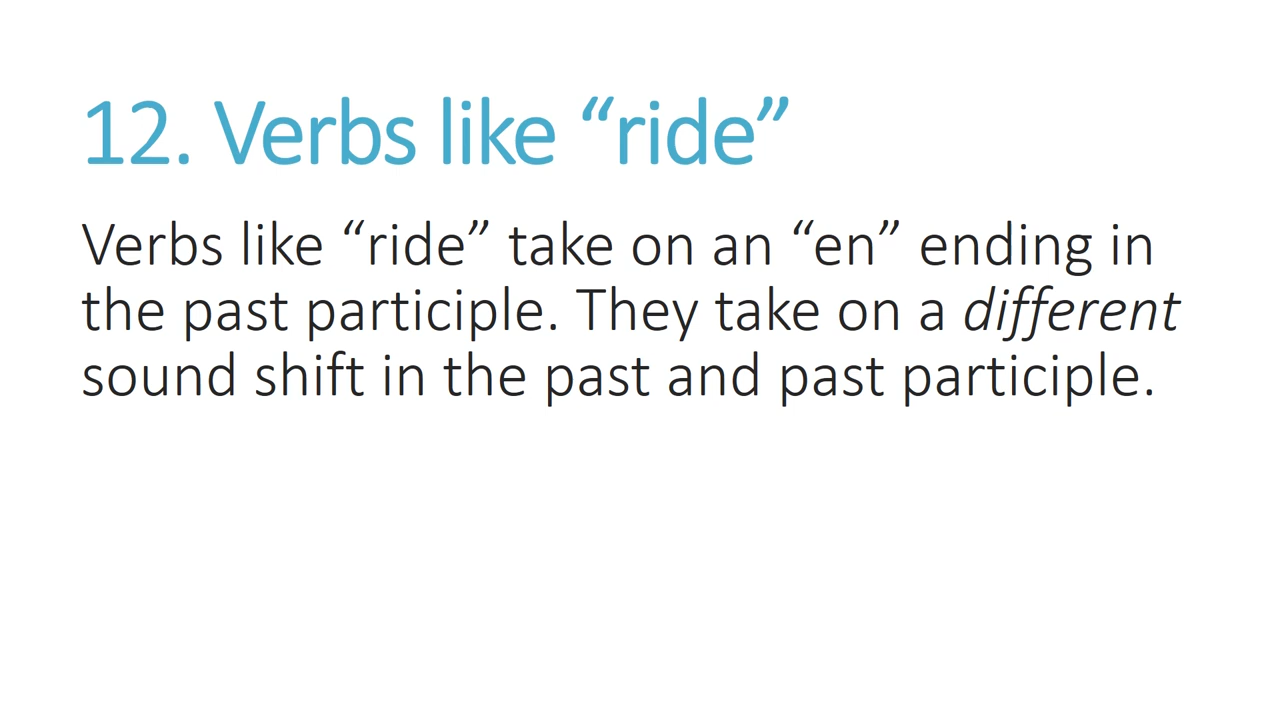 12. Verbs like “ride”
Verbs like “ride” take on an “en” ending in
the past participle. They take on a different
sound shift in the past and past participle.